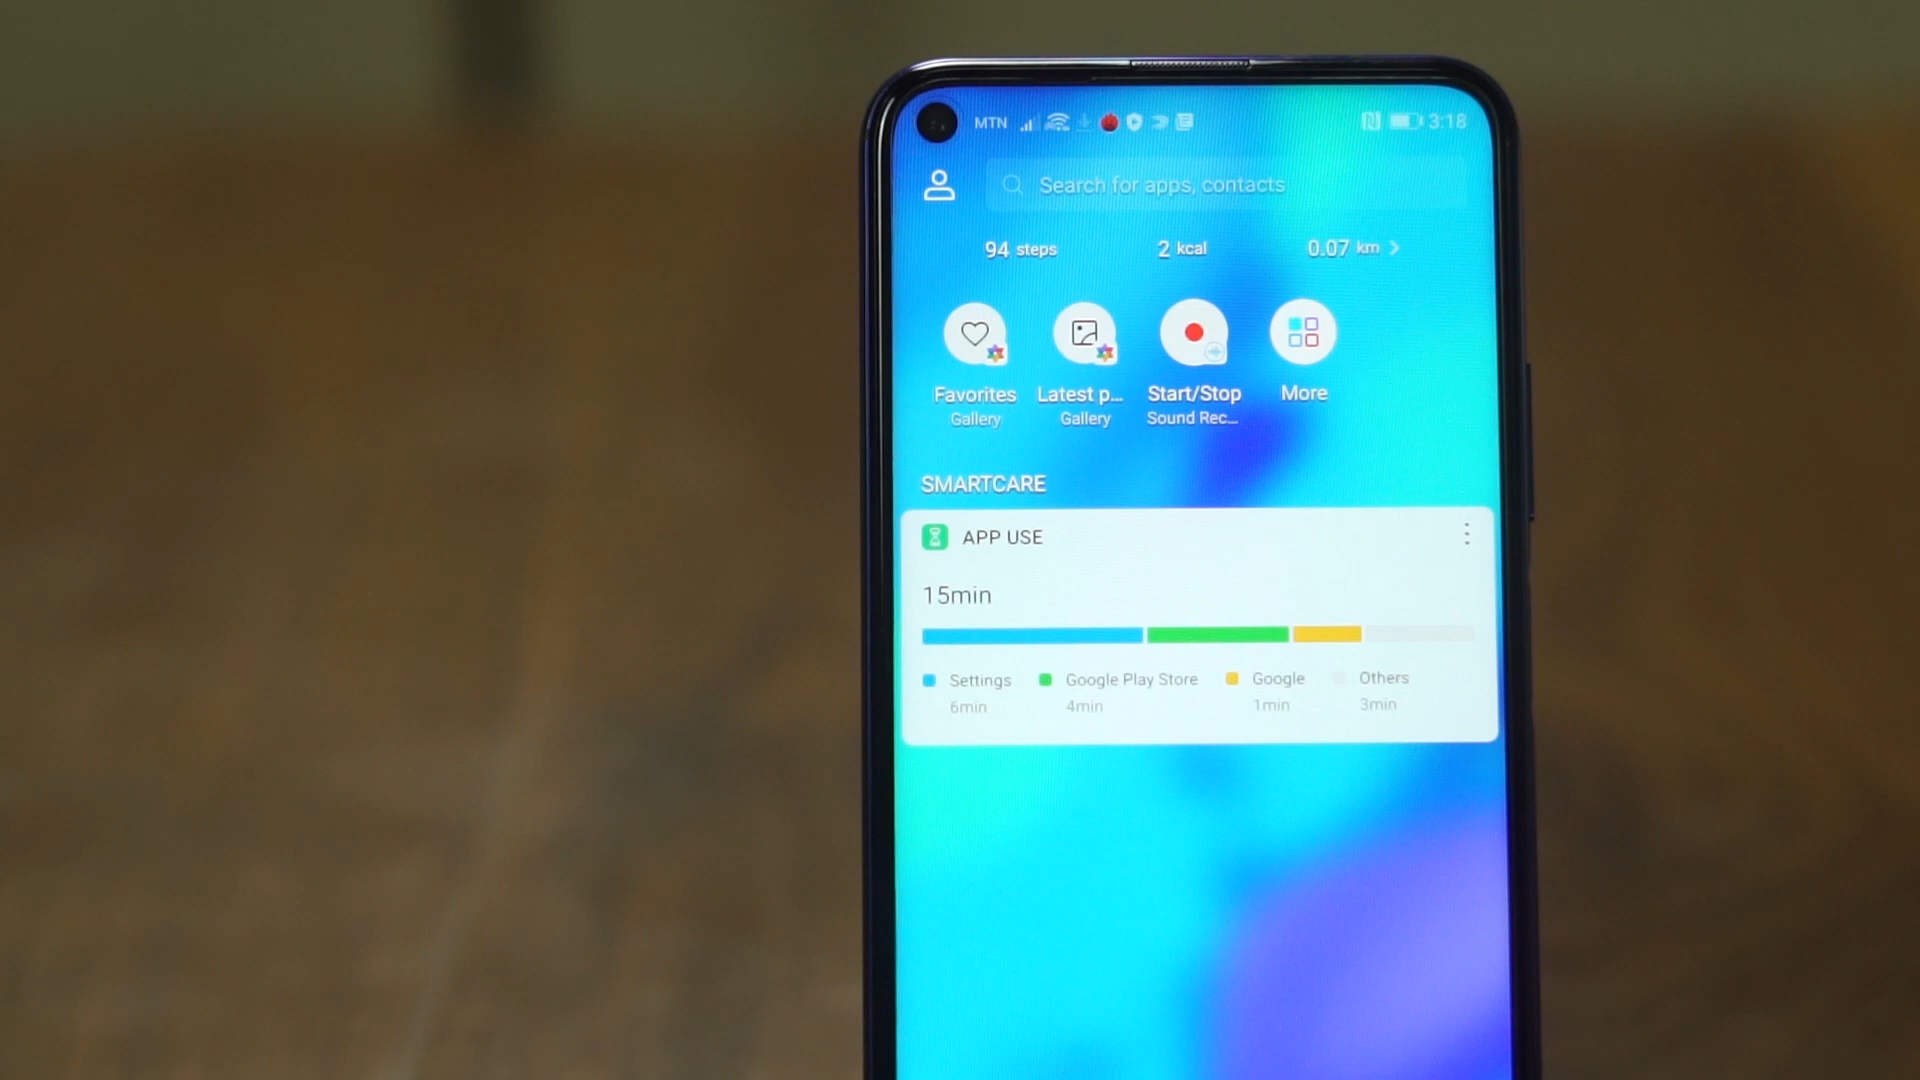 MTN 3:18
Search for apps, contacts
94 steps 2 kcal 0.07 km
Favorites Latest p... Start/Stop More
Gallery Gallery Sound Rec...
SMARTCARE
APP USE
15min
Settings Google Play Store Google Others
6min 4min 1min 3min